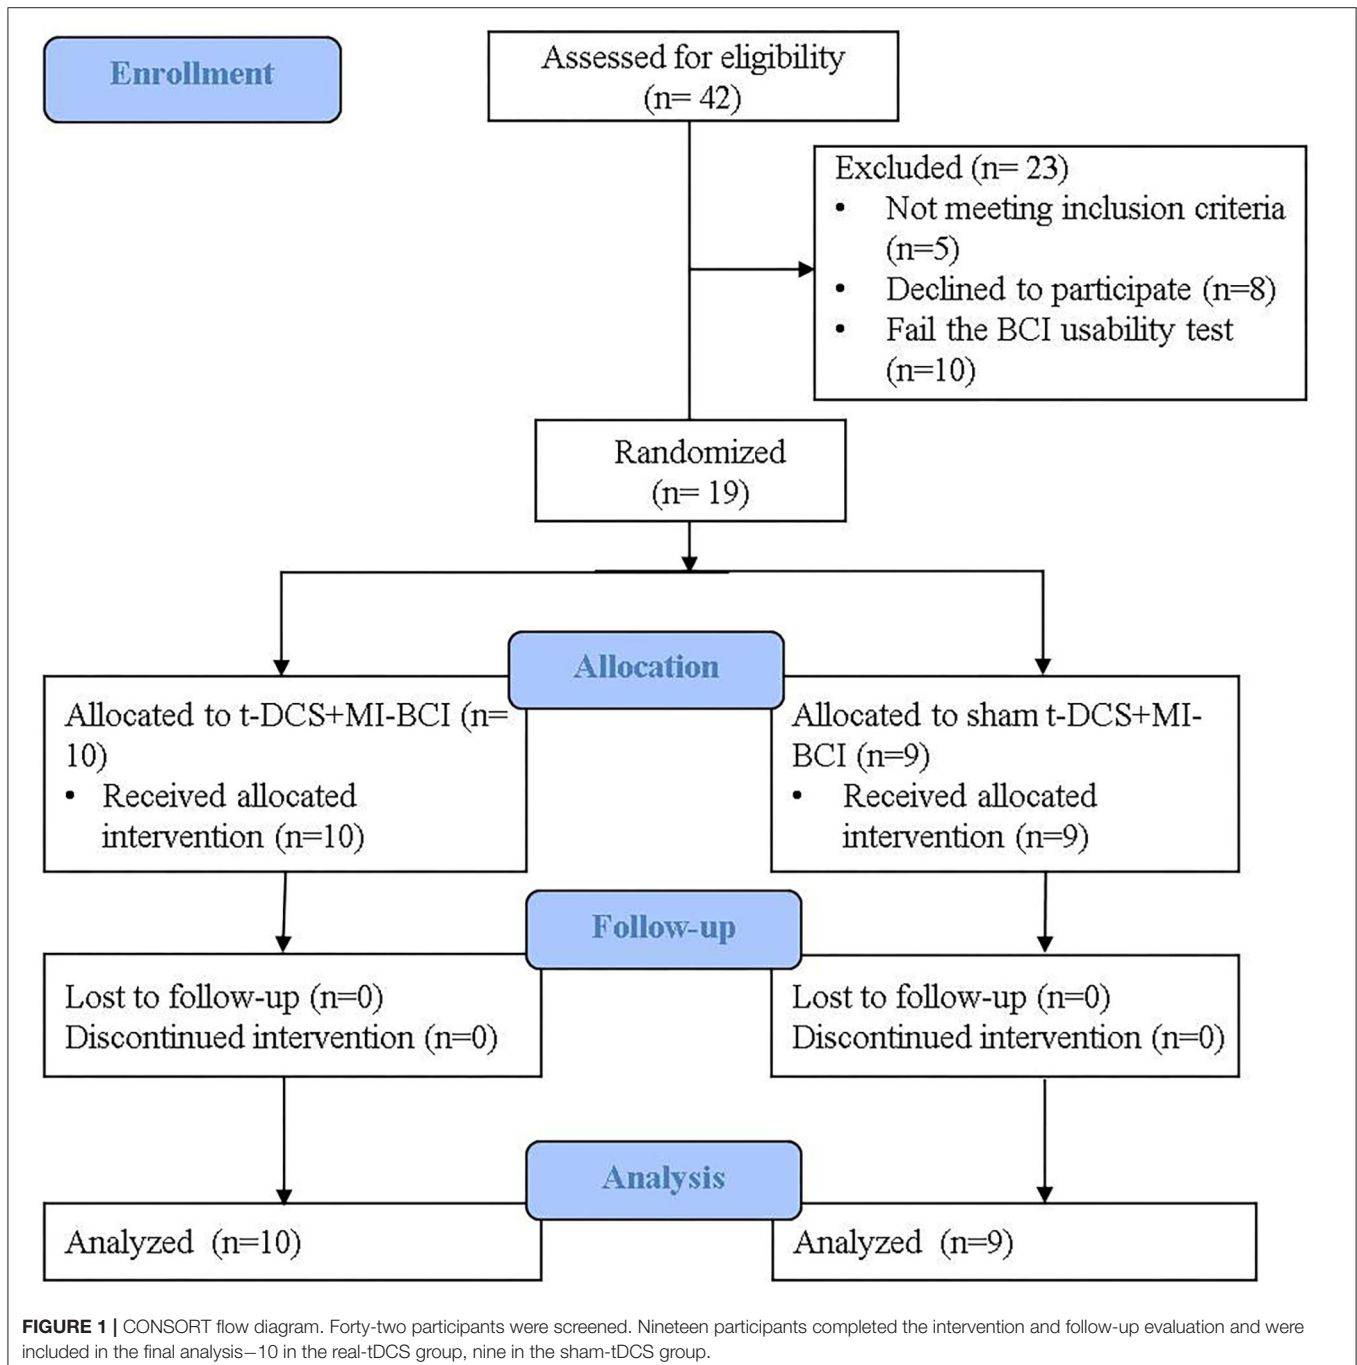 Enrollment
Assessed for eligibility
(n= 42)
Excluded (n= 23)
• Not meeting inclusion criteria
(n=5)
• Declined to participate (n=8)
• Fail the BCI usability test
(n=10)
Randomized
(n= 19)
Allocation
Allocated to t-DCS+MI-BCI (n=
10)
• Received allocated
intervention (n=10)
Allocated to sham t-DCS+MI-
BCI (n=9)
• Received allocated
intervention (n=9)
Follow-up
Lost to follow-up (n=0)
Discontinued intervention (n=0)
Lost to follow-up (n=0)
Discontinued intervention (n=0)
Analysis
Analyzed (n=10)
Analyzed (n=9)
FIGURE 1 | CONSORT flow diagram. Forty-two participants were screened. Nineteen participants completed the intervention and follow-up evaluation and were
included in the final analysis—10 in the real-tDCS group, nine in the sham-tDCS group.